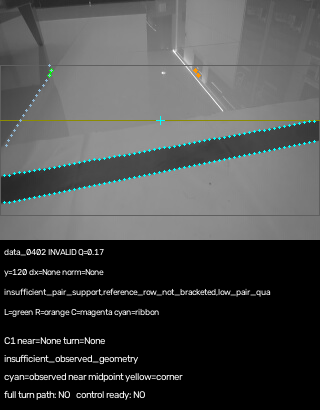 data_0402 INVALID Q=0.17
y=120 dx=None norm=None
insufficient_pair_support,reference_row_not_bracketed,low_pair_qua
L=green R=orange C=magenta cyan=ribbon
C1 near=None turn=None
insufficient_observed_geometry
cyan=observed near midpoint yellow=corner
full turn path: NO control ready: NO